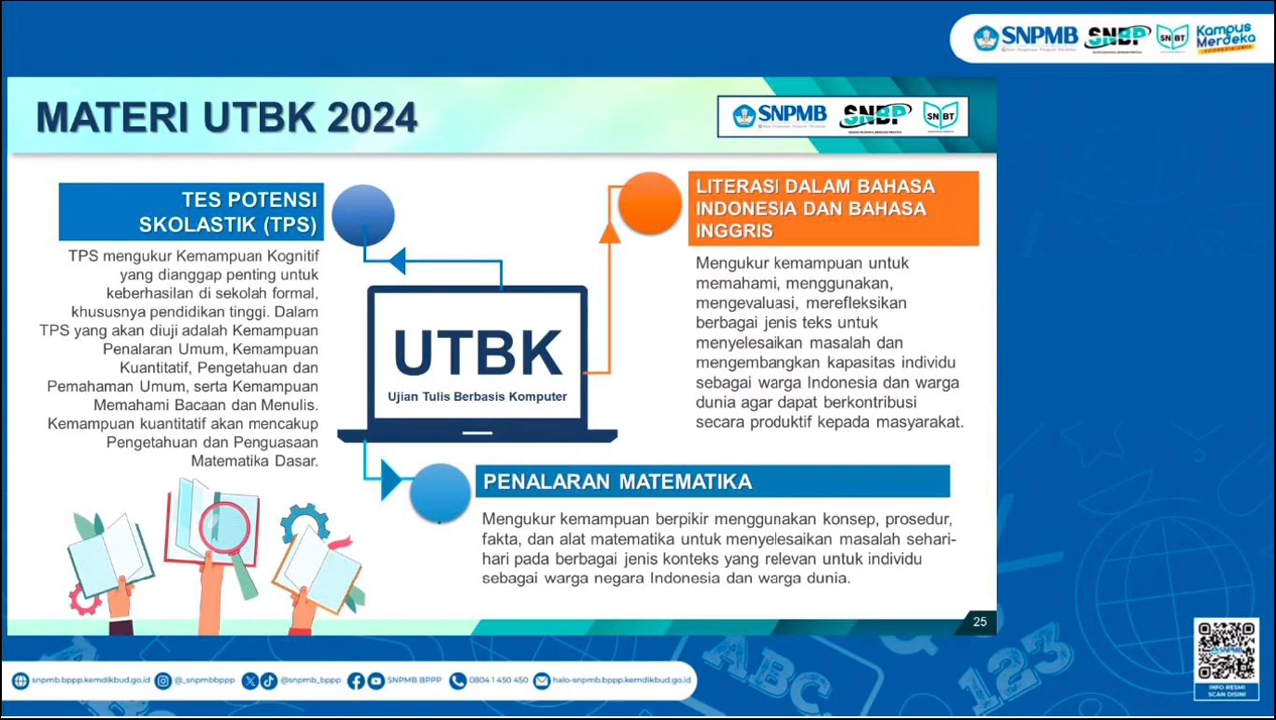 SNPMB
SNBP
SNBT
Kampus
Merdeka
INDONESIA JAYA
MATERI UTBK 2024
SNPMB
SNBP
SNBT
TES POTENSI
SKOLASTIK (TPS)
TPS mengukur Kemampuan Kognitif
yang dianggap penting untuk
keberhasilan di sekolah formal,
khususnya pendidikan tinggi. Dalam
TPS yang akan diuji adalah Kemampuan
Penalaran Umum, Kemampuan
Kuantitatif, Pengetahuan dan
Pemahaman Umum, serta Kemampuan
Memahami Bacaan dan Menulis.
Kemampuan kuantitatif akan mencakup
Pengetahuan dan Penguasaan
Matematika Dasar.
UTBK
Ujian Tulis Berbasis Komputer
LITERASI DALAM BAHASA
INDONESIA DAN BAHASA
INGGRIS
Mengukur kemampuan untuk
memahami, menggunakan,
mengevaluasi, merefleksikan
berbagai jenis teks untuk
menyelesaikan masalah dan
mengembangkan kapasitas individu
sebagai warga Indonesia dan warga
dunia agar dapat berkontribusi
secara produktif kepada masyarakat.
PENALARAN MATEMATIKA
Mengukur kemampuan berpikir menggunakan konsep, prosedur,
fakta, dan alat matematika untuk menyelesaikan masalah sehari-
hari pada berbagai jenis konteks yang relevan untuk individu
sebagai warga negara Indonesia dan warga dunia.
25
snpmb.bppp.kemdikbud.go.id @_snpmbbppp @snpmb_bppp SNPMB BPPP 0804 1 450 450 halo-snpmb.bppp.kemdikbud.go.id
ABC
123
SNPMB
INFO RESMI
SCAN DISINI